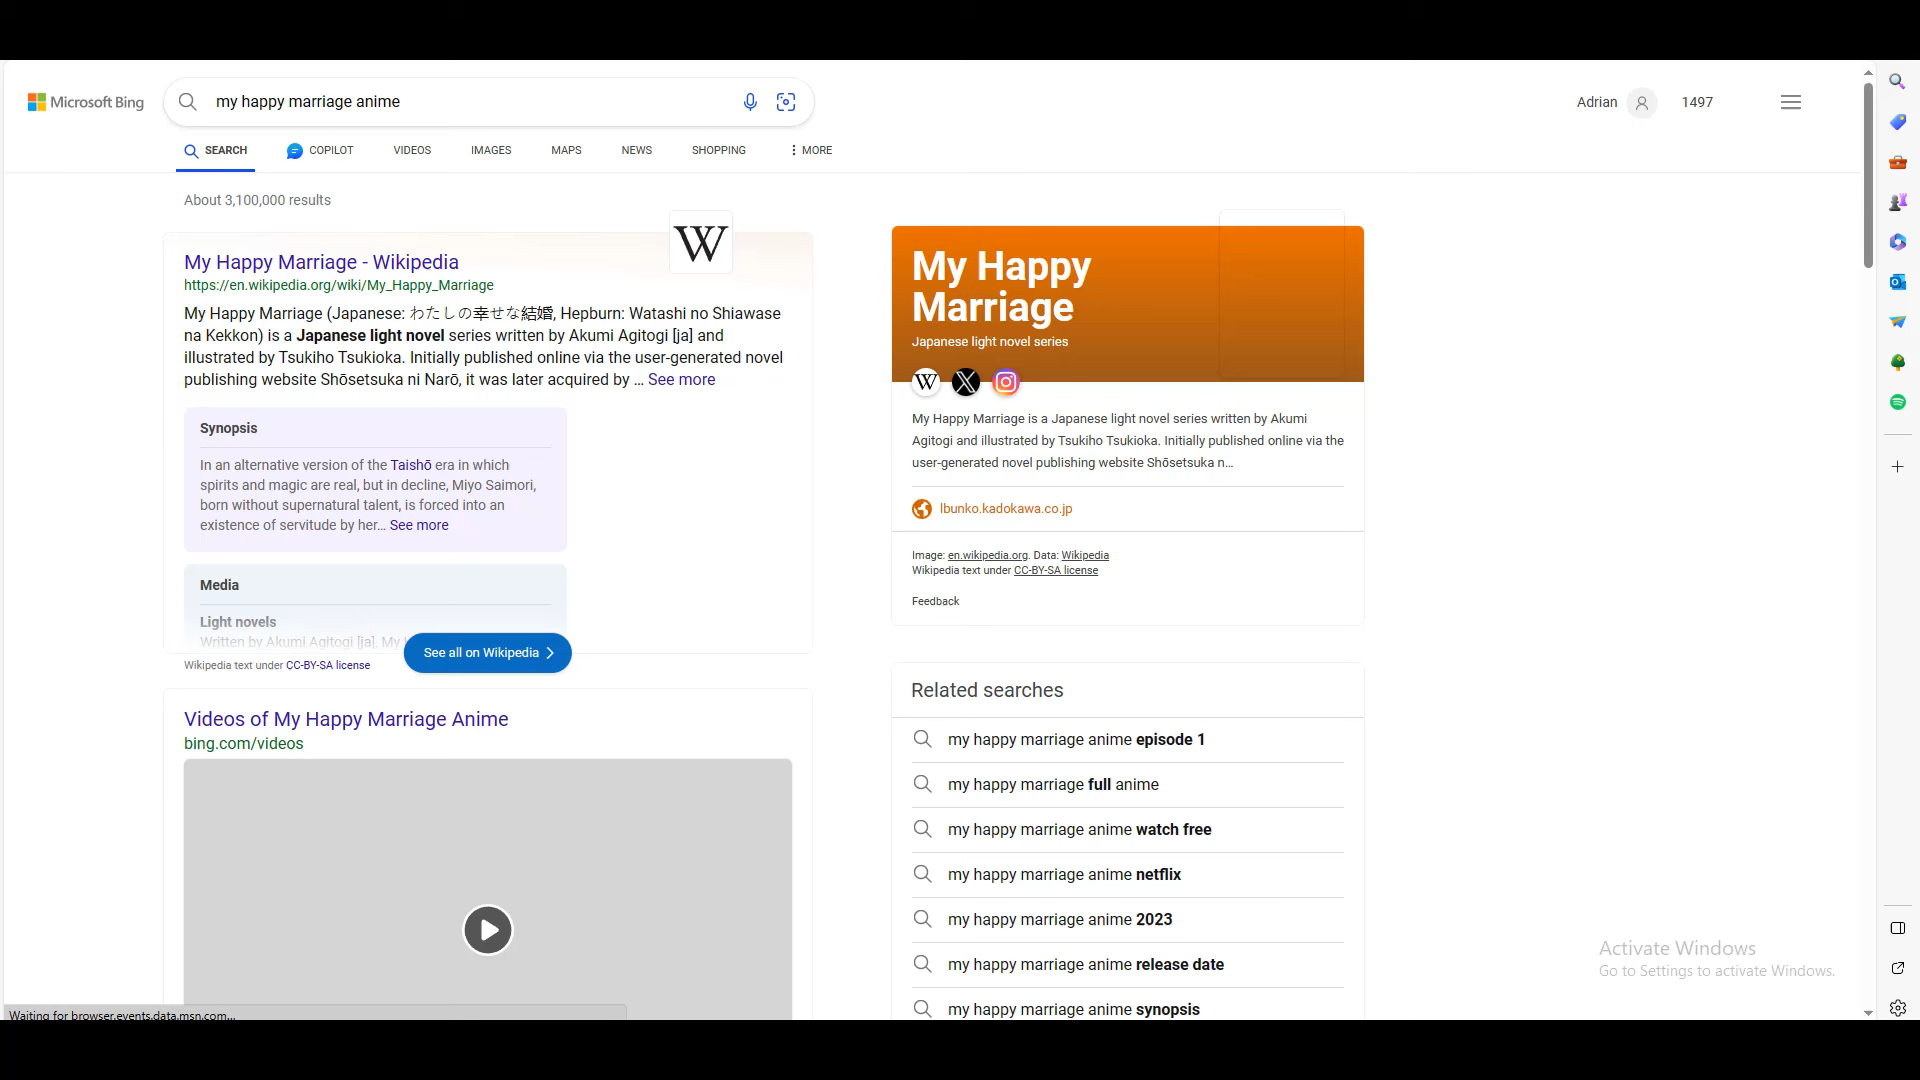 Microsoft Bing
my happy marriage anime
Adrian
1497
SEARCH
COPILOT
VIDEOS
IMAGES
MAPS
NEWS
SHOPPING
MORE
About 3,100,000 results
W
My Happy Marriage - Wikipedia
https://en.wikipedia.org/wiki/My_Happy_Marriage
My Happy Marriage (Japanese: わたしの幸せな結婚, Hepburn: Watashi no Shiawase
na Kekkon) is a Japanese light novel series written by Akumi Agitogi [ja] and
illustrated by Tsukiho Tsukioka. Initially published online via the user-generated novel
publishing website Shōsetsuka ni Narō, it was later acquired by ... See more
Synopsis
In an alternative version of the Taishō era in which
spirits and magic are real, but in decline, Miyo Saimori,
born without supernatural talent, is forced into an
existence of servitude by her… See more
Media
Light novels
Written by Akumi Agitogi [ja], My
See all on Wikipedia
Wikipedia text under CC-BY-SA license
Videos of My Happy Marriage Anime
bing.com/videos
Waiting for browser.events.data.msn.com...
My Happy
Marriage
Japanese light novel series
W
My Happy Marriage is a Japanese light novel series written by Akumi
Agitogi and illustrated by Tsukiho Tsukioka. Initially published online via the
user-generated novel publishing website Shōsetsuka n…
lbunko.kadokawa.co.jp
Image: en.wikipedia.org. Data: Wikipedia
Wikipedia text under CC-BY-SA license
Feedback
Related searches
my happy marriage anime episode 1
my happy marriage full anime
my happy marriage anime watch free
my happy marriage anime netflix
my happy marriage anime 2023
my happy marriage anime release date
my happy marriage anime synopsis
Activate Windows
Go to Settings to activate Windows.